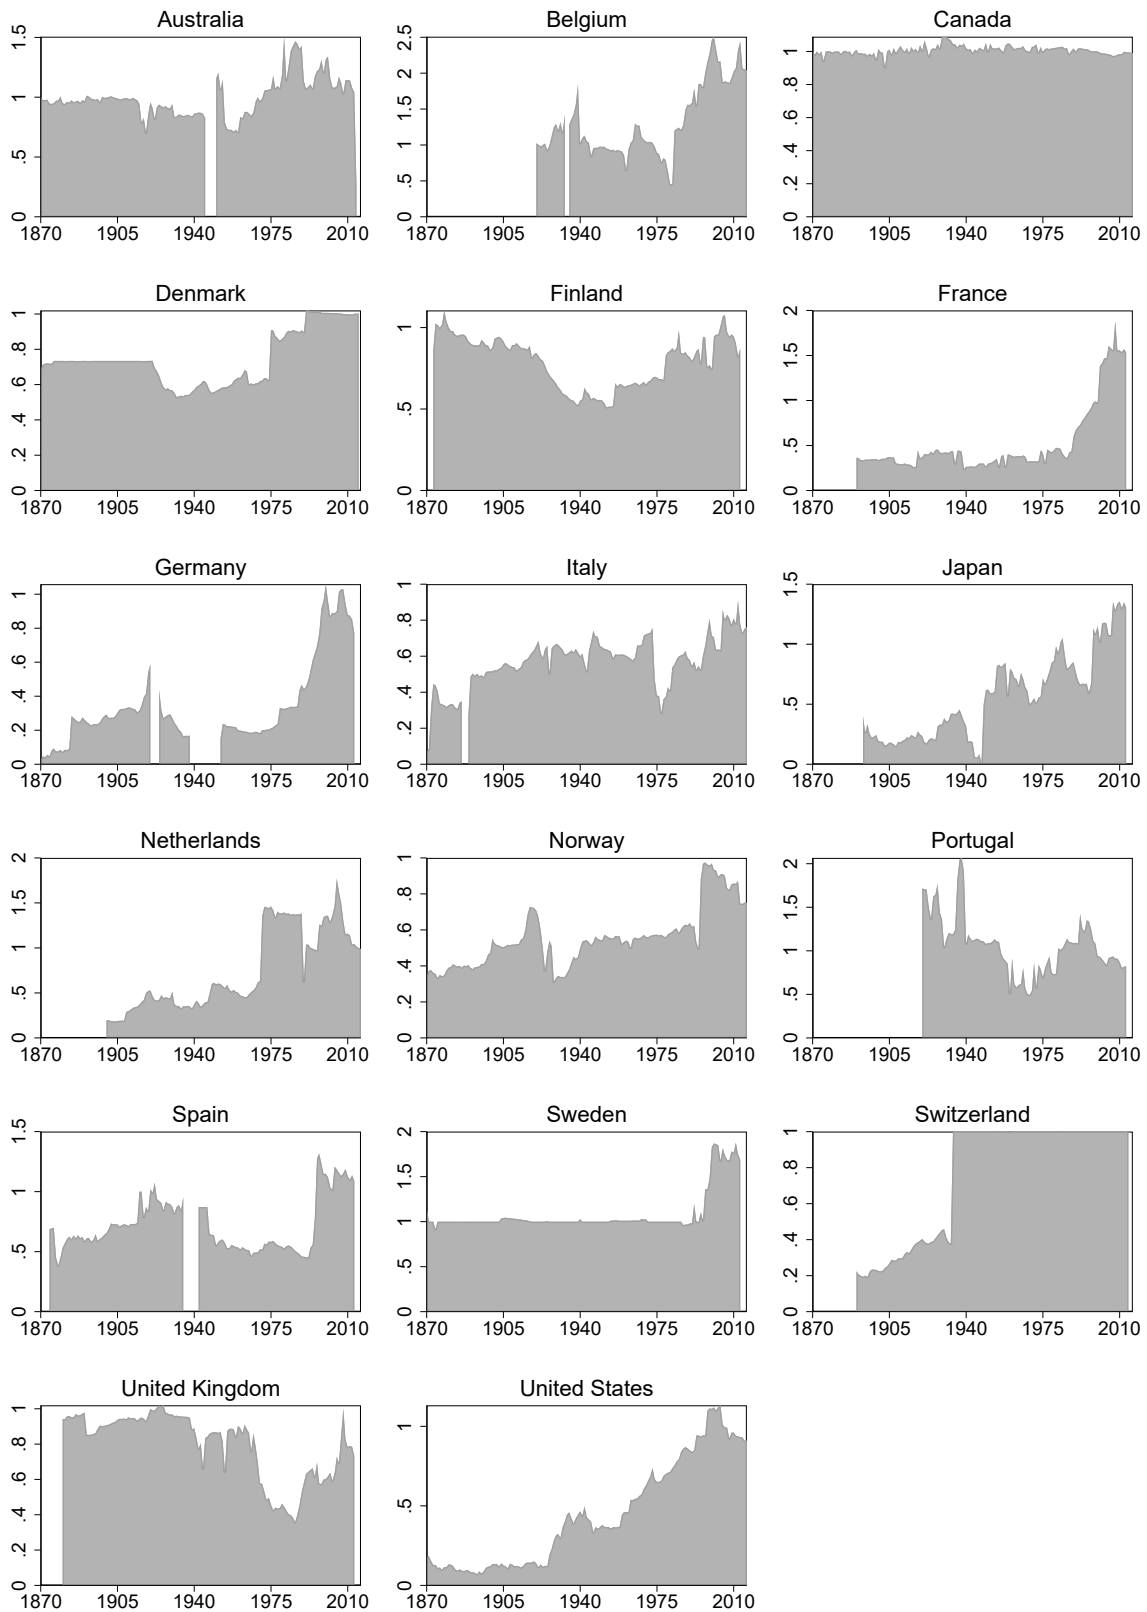 Australia
Belgium
Canada
0 .5 1 1.5
0 .5 1 1.5 2 2.5
0 .2 .4 .6 .8 1
1870 1905 1940 1975 2010
1870 1905 1940 1975 2010
1870 1905 1940 1975 2010
Denmark
Finland
France
0 .2 .4 .6 .8 1
0 .5 1
0 .5 1 1.5 2
1870 1905 1940 1975 2010
1870 1905 1940 1975 2010
1870 1905 1940 1975 2010
Germany
Italy
Japan
0 .2 .4 .6 .8 1
0 .2 .4 .6 .8 1
0 .5 1 1.5
1870 1905 1940 1975 2010
1870 1905 1940 1975 2010
1870 1905 1940 1975 2010
Netherlands
Norway
Portugal
0 .5 1 1.5 2
0 .2 .4 .6 .8 1
0 .5 1 1.5 2
1870 1905 1940 1975 2010
1870 1905 1940 1975 2010
1870 1905 1940 1975 2010
Spain
Sweden
Switzerland
0 .5 1 1.5
0 .5 1 1.5 2
0 .2 .4 .6 .8 1
1870 1905 1940 1975 2010
1870 1905 1940 1975 2010
1870 1905 1940 1975 2010
United Kingdom
United States
0 .2 .4 .6 .8 1
0 .5 1
1870 1905 1940 1975 2010
1870 1905 1940 1975 2010